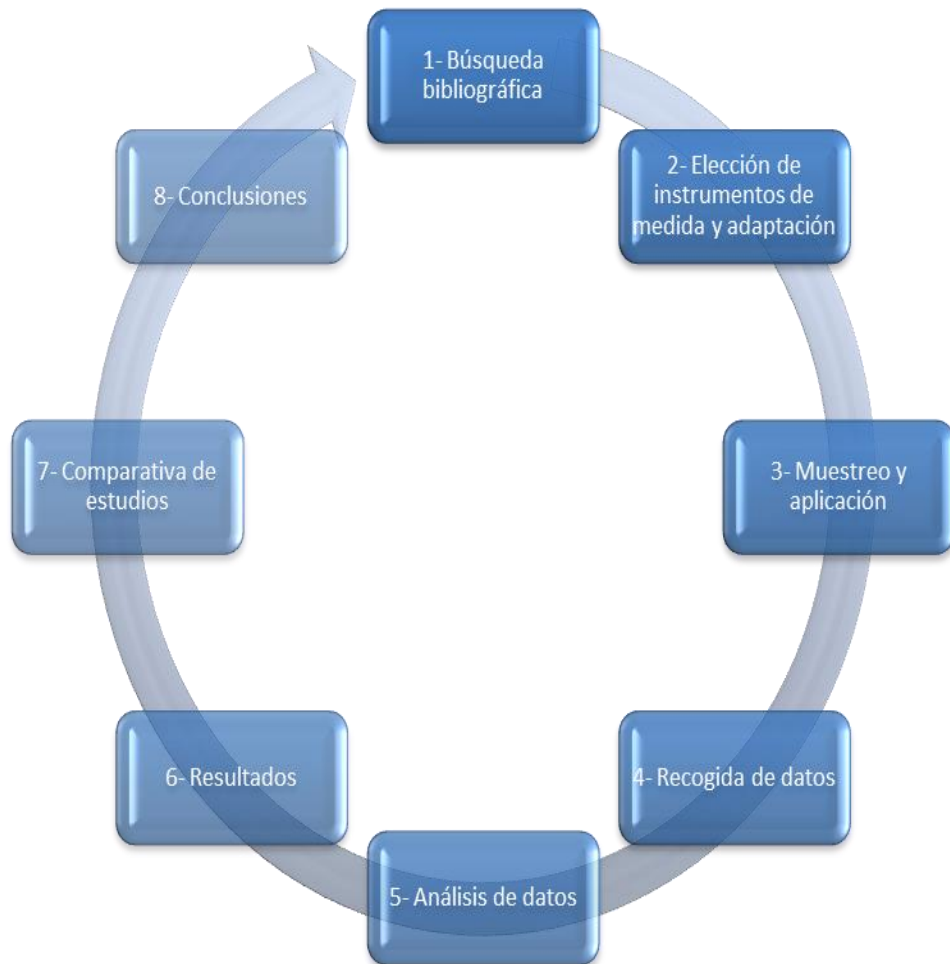 1- Búsqueda
bibliográfica
2- Elección de
instrumentos de
medida y adaptación
3- Muestreo y
aplicación
4- Recogida de datos
5- Análisis de datos
6- Resultados
7- Comparativa de
estudios
8- Conclusiones